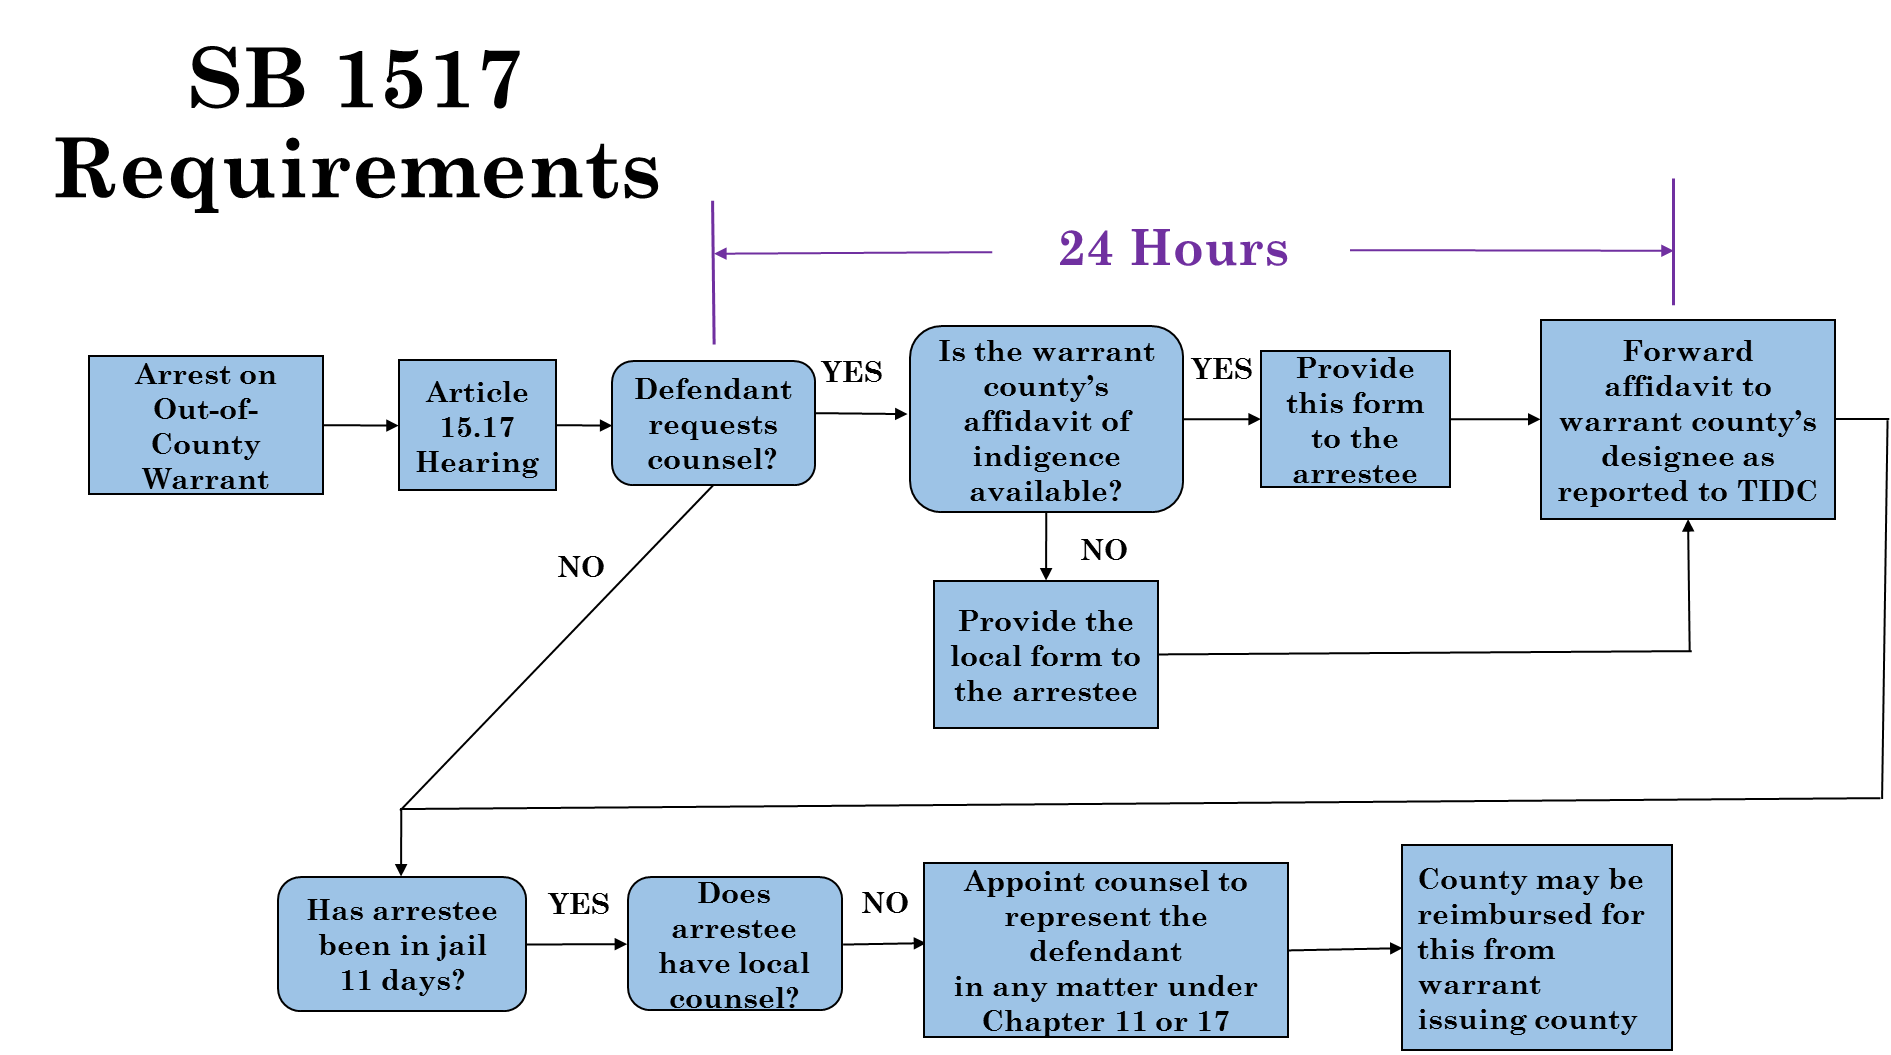 SB 1517
Requirements
24 Hours
Arrest on
Out-of-
County
Warrant
Article
15.17
Hearing
Defendant
requests
counsel?
YES
Is the warrant
county's
affidavit of
indigence
available?
YES
Provide
this form
to the
arrestee
Forward
affidavit to
warrant county's
designee as
reported to TIDC
NO
NO
Provide the
local form to
the arrestee
Has arrestee
been in jail
11 days?
YES
Does
arrestee
have local
counsel?
NO
Appoint counsel to
represent the
defendant
in any matter under
Chapter 11 or 17
County may be
reimbursed for
this from
warrant
issuing county